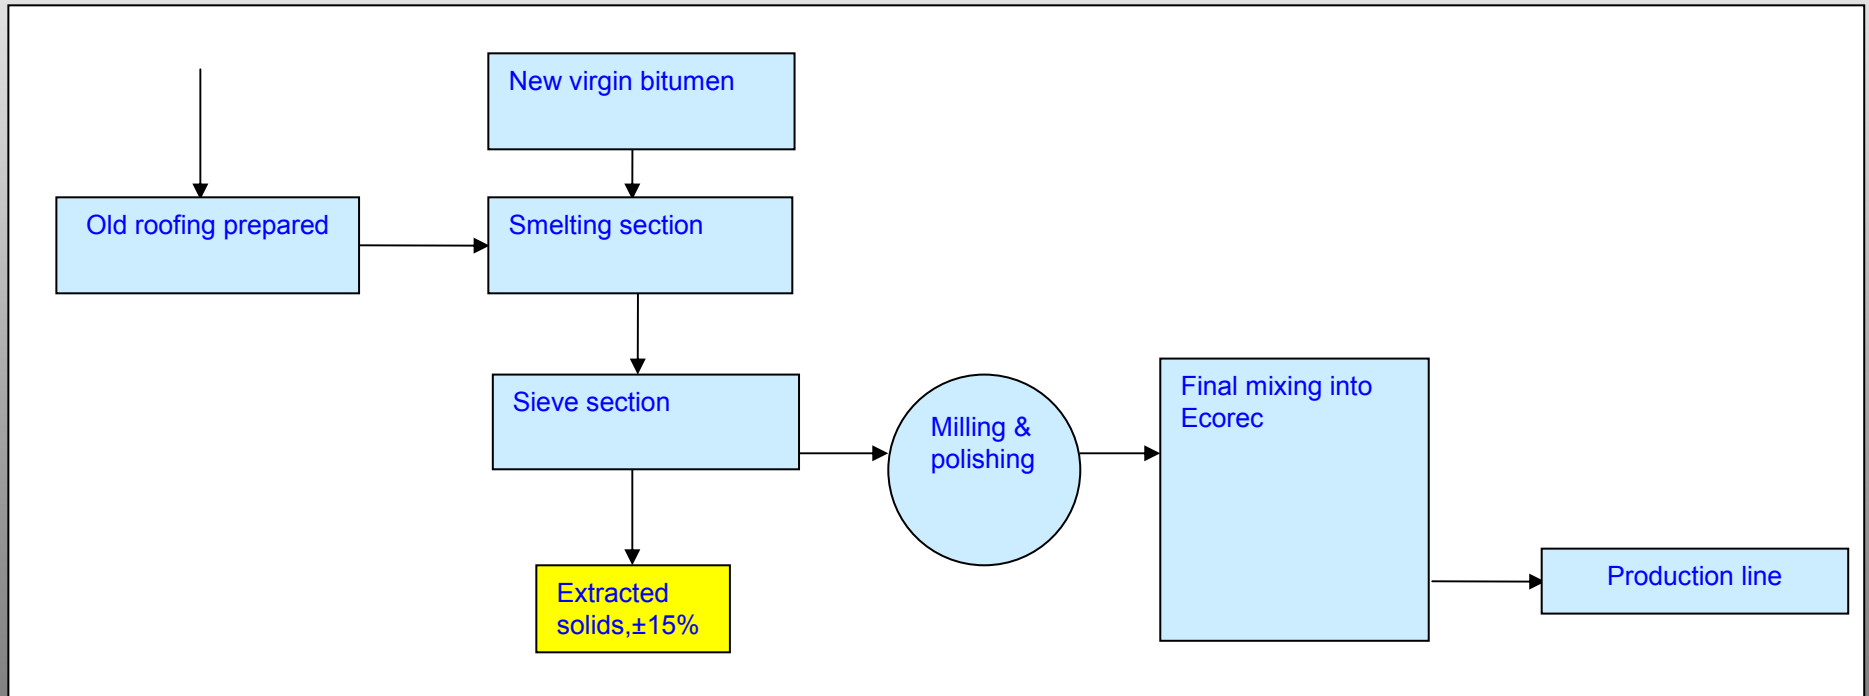 New virgin bitumen
Old roofing prepared
Smelting section
Sieve section
Milling &
polishing
Final mixing into
Ecorec
Extracted
solids,±15%
Production line